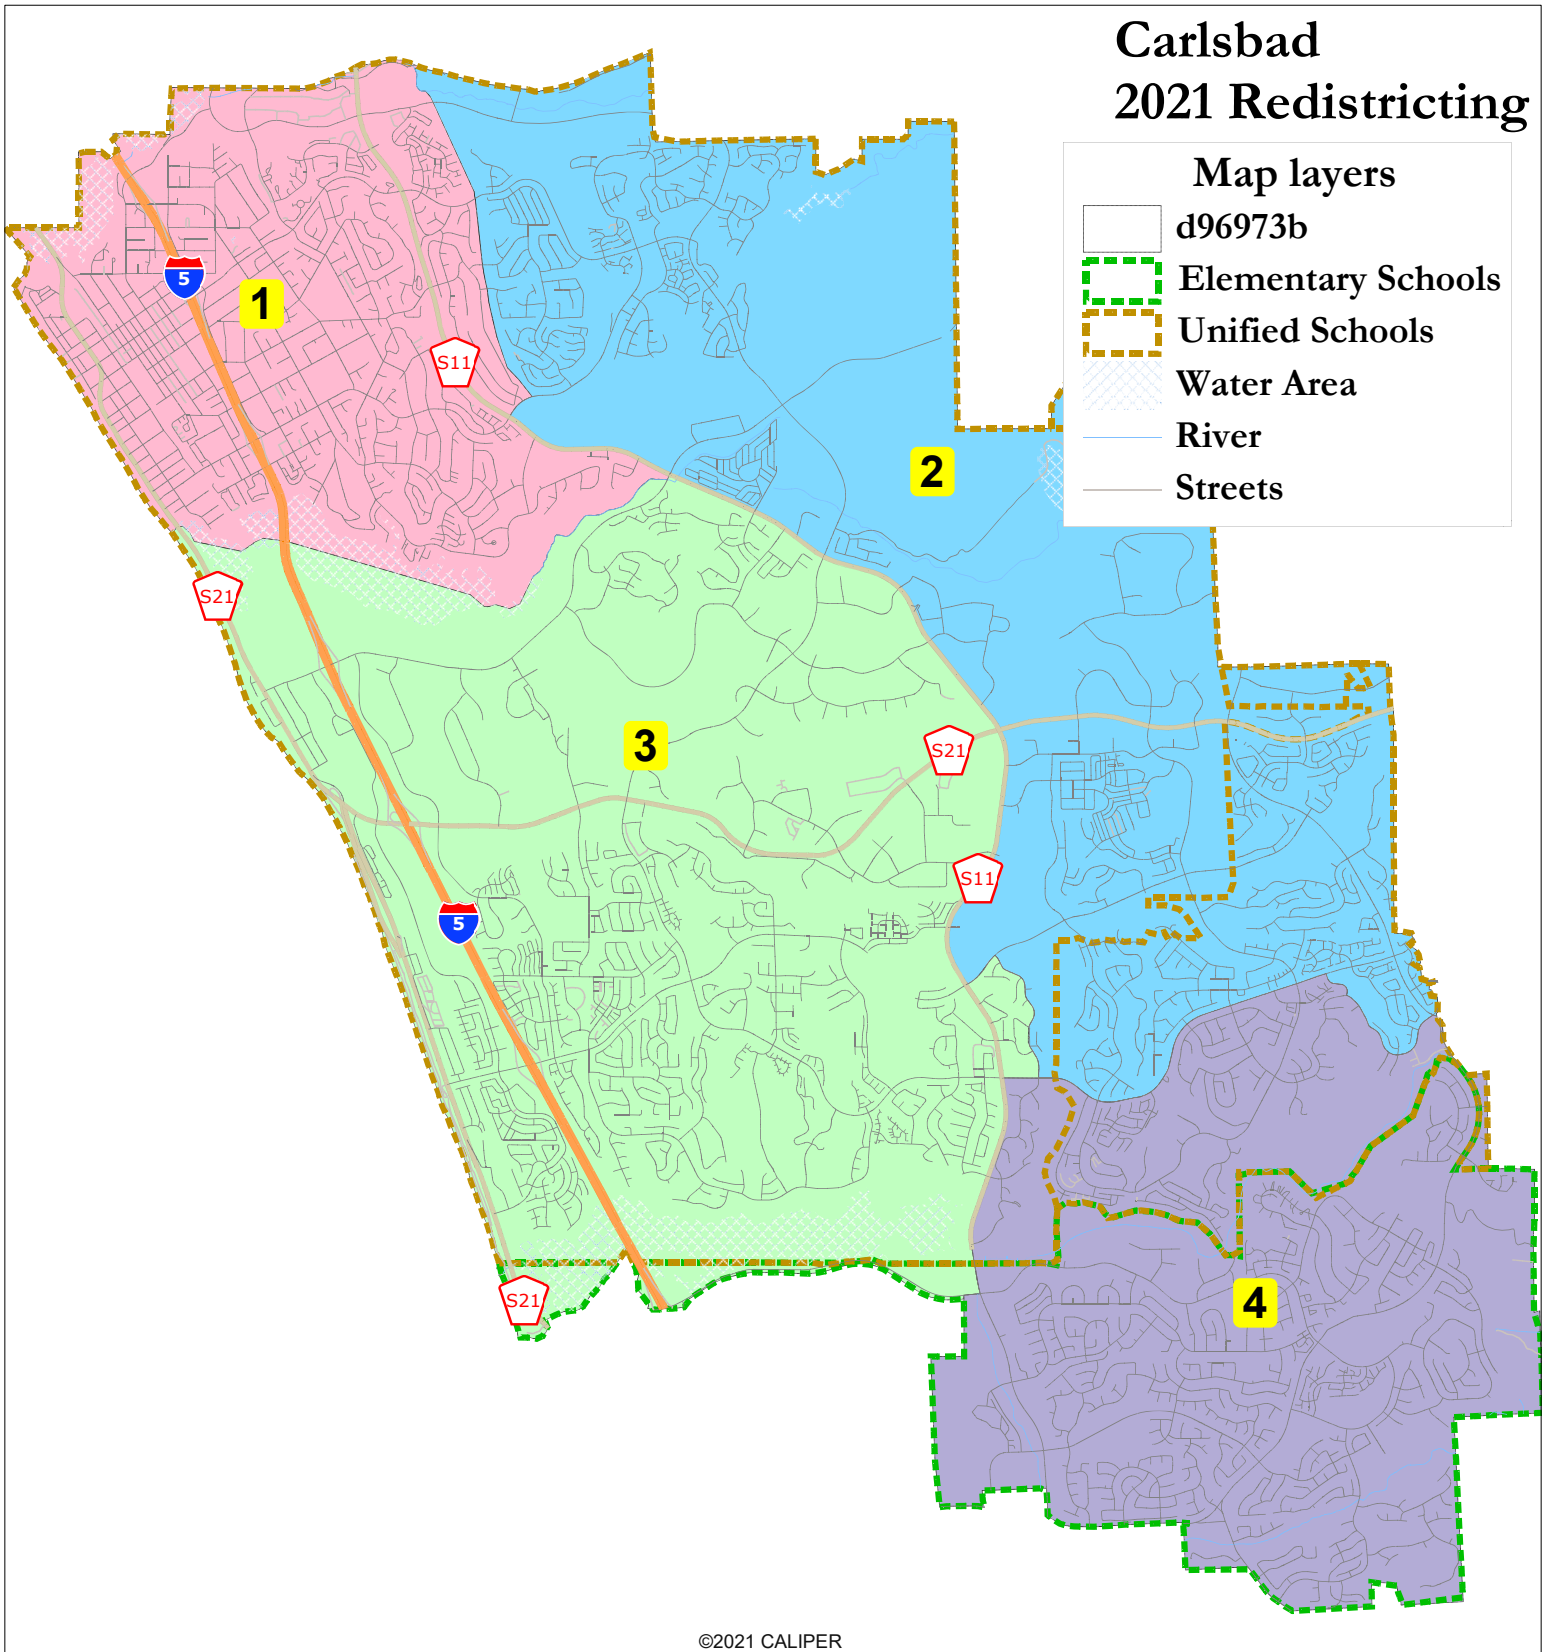 Carlsbad
2021 Redistricting
Map layers
d96973b
Elementary Schools
Unified Schools
Water Area
River
Streets
5
1
S11
2
S21
3
S21
S11
5
S21
4
©2021 CALIPER